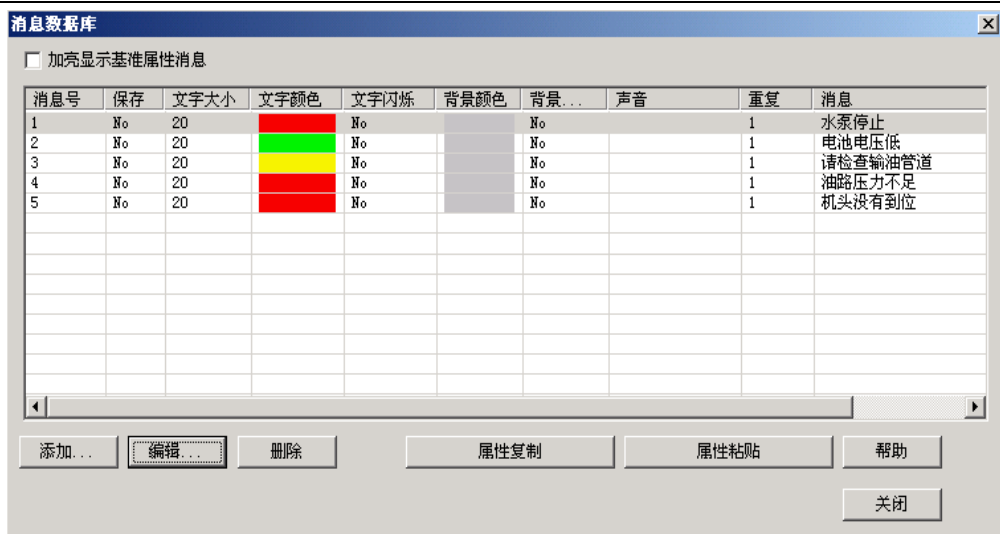 消息数据库
加亮显示基准属性消息
消息号 保存 文字大小 文字颜色 文字闪烁 背景颜色 背景... 声音 重复 消息
1 No 20 No No 1 水泵停止
2 No 20 No No 1 电池电压低
3 No 20 No No 1 请检查输油管道
4 No 20 No No 1 油路压力不足
5 No 20 No No 1 机头没有到位
添加... 编辑... 删除 属性复制 属性粘贴 帮助
关闭